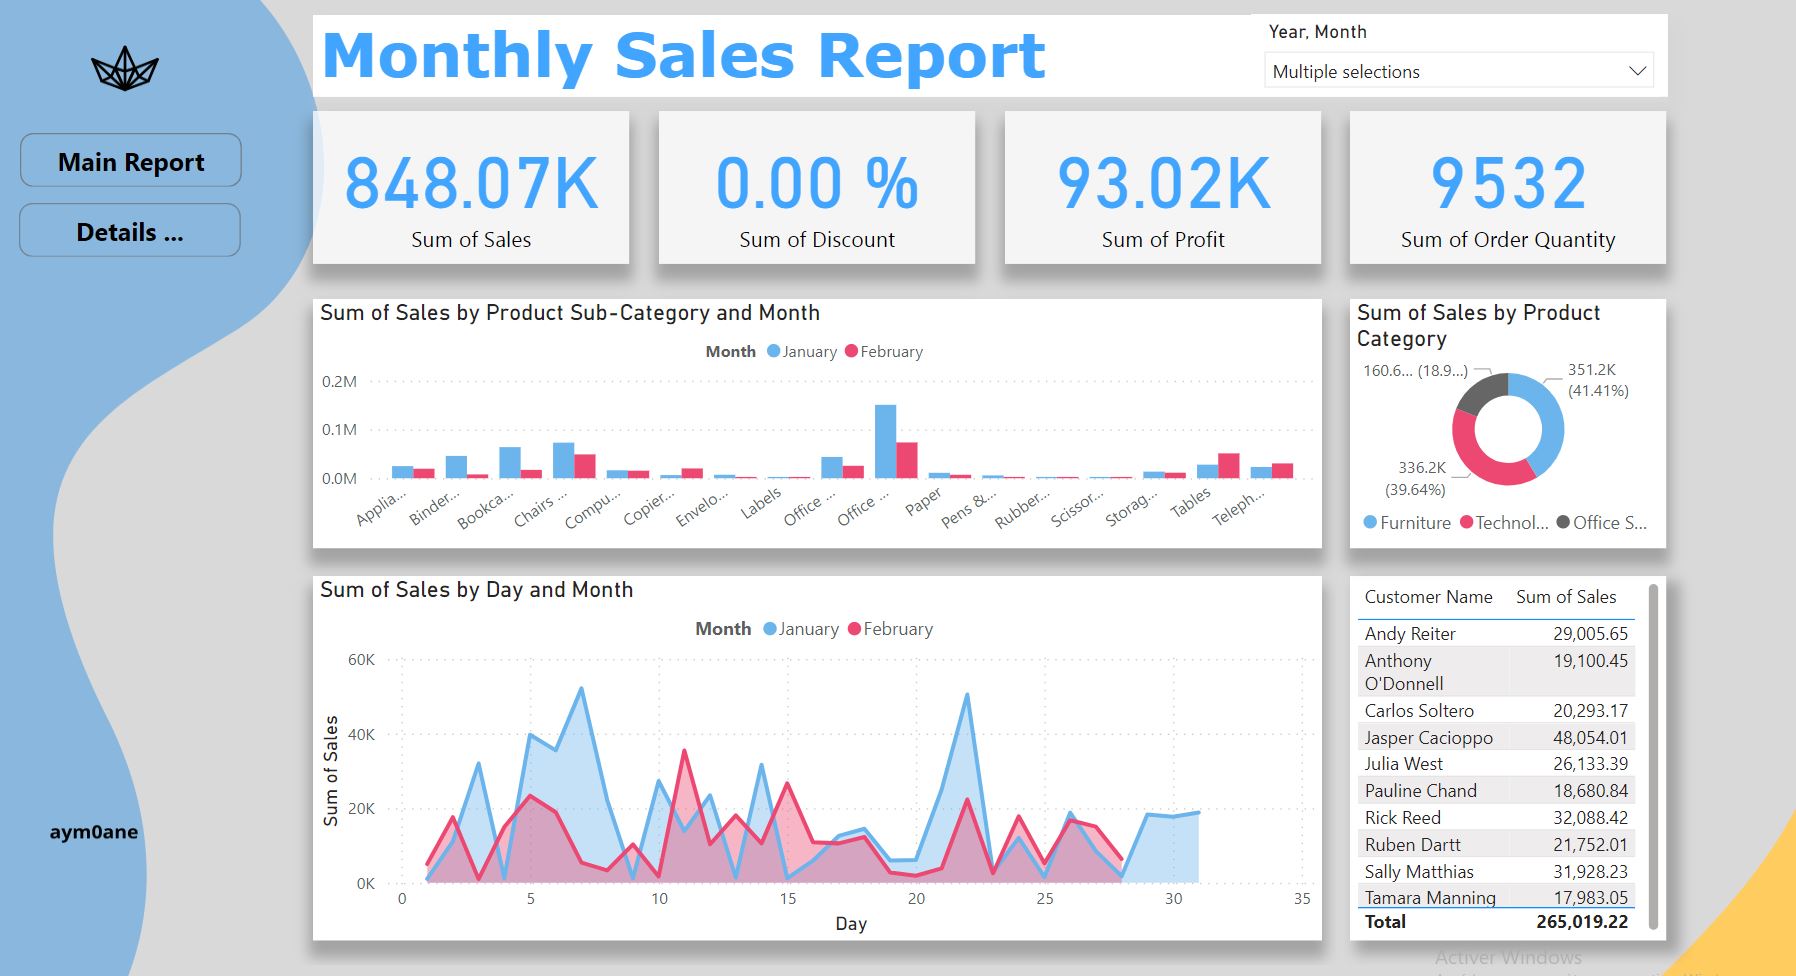 Monthly Sales Report
Year, Month
Multiple selections
Main Report
Details ...
aym0ane
848.07K
Sum of Sales
0.00 %
Sum of Discount
93.02K
Sum of Profit
9532
Sum of Order Quantity
Sum of Sales by Product Sub-Category and Month
Month January February
0.2M
0.1M
0.0M
Applia...
Binder...
Bookca...
Chairs ...
Compu...
Copier...
Envelo...
Labels
Office ...
Office ...
Paper
Pens &...
Rubber...
Scissor...
Storag...
Tables
Teleph...
Sum of Sales by Product
Category
160.6... (18.9...)
351.2K
(41.41%)
336.2K
(39.64%)
Furniture Technol... Office S...
Sum of Sales by Day and Month
Month January February
Sum of Sales
60K
40K
20K
0K
0 5 10 15 20 25 30 35
Day
Customer Name Sum of Sales
Andy Reiter 29,005.65
Anthony 19,100.45
O'Donnell
Carlos Soltero 20,293.17
Jasper Cacioppo 48,054.01
Julia West 26,133.39
Pauline Chand 18,680.84
Rick Reed 32,088.42
Ruben Dartt 21,752.01
Sally Matthias 31,928.23
Tamara Manning 17,983.05
Total 265,019.22
Activer Windows